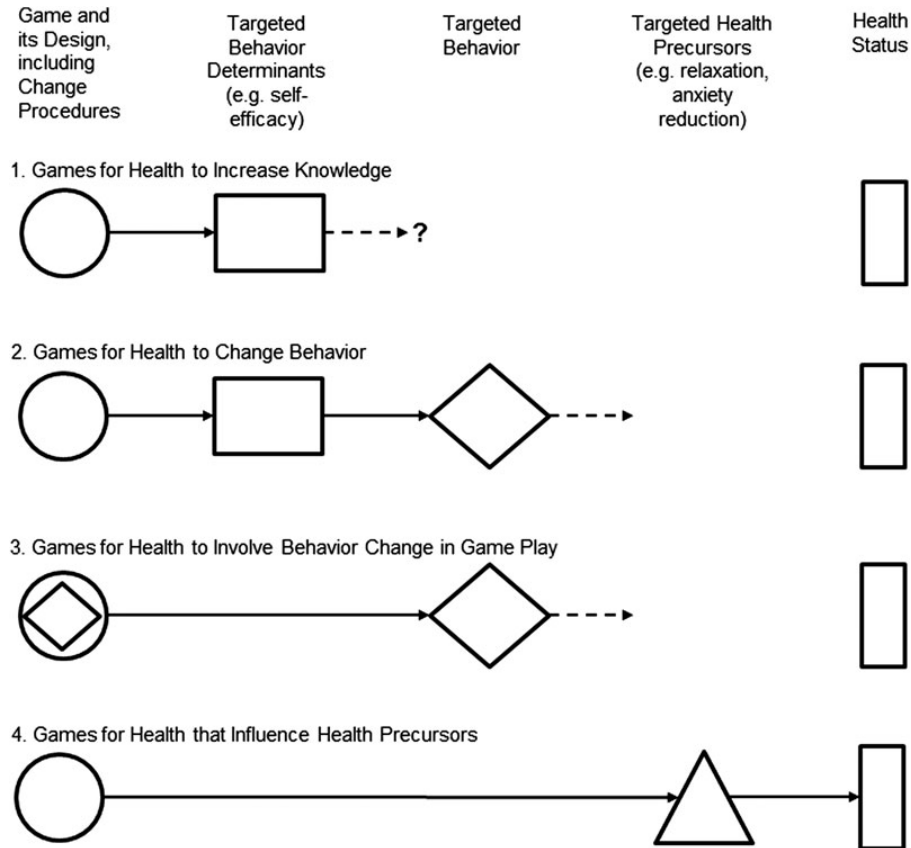 Game and
its Design,
including
Change
Procedures
Targeted
Behavior
Determinants
(e.g. self-
efficacy)
Targeted
Behavior
Targeted Health
Precursors
(e.g. relaxation,
anxiety
reduction)
Health
Status
1. Games for Health to Increase Knowledge
?
2. Games for Health to Change Behavior
3. Games for Health to Involve Behavior Change in Game Play
4. Games for Health that Influence Health Precursors